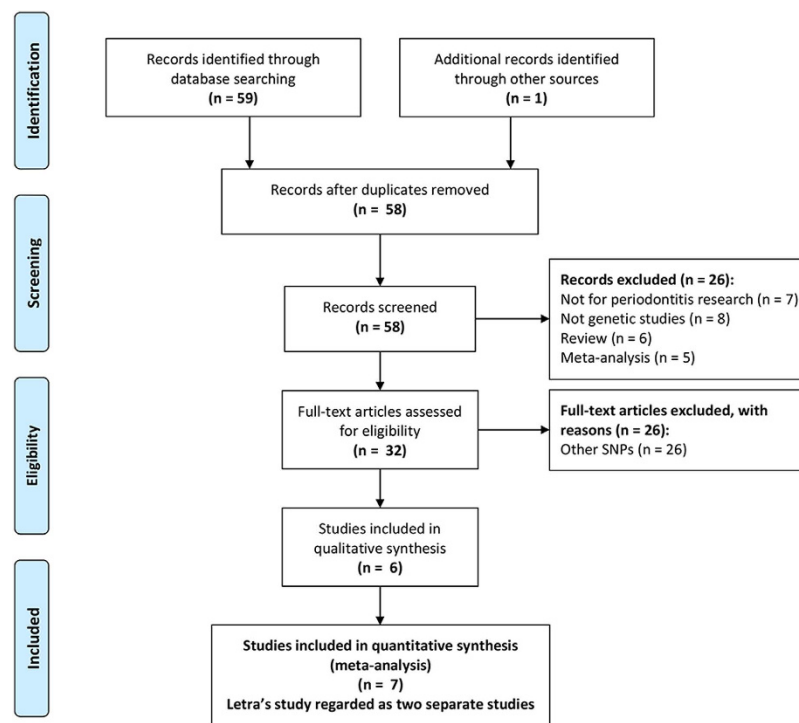 Identification
Records identified through
database searching
(n = 59)
Additional records identified
through other sources
(n = 1)
Records after duplicates removed
(n = 58)
Screening
Records screened
(n = 58)
Records excluded (n = 26):
Not for periodontitis research (n = 7)
Not genetic studies (n = 8)
Review (n = 6)
Meta-analysis (n = 5)
Eligibility
Full-text articles assessed
for eligibility
(n = 32)
Full-text articles excluded, with
reasons (n = 26):
Other SNPs (n = 26)
Studies included in
qualitative synthesis
(n = 6)
Included
Studies included in quantitative synthesis
(meta-analysis)
(n = 7)
Letra's study regarded as two separate studies